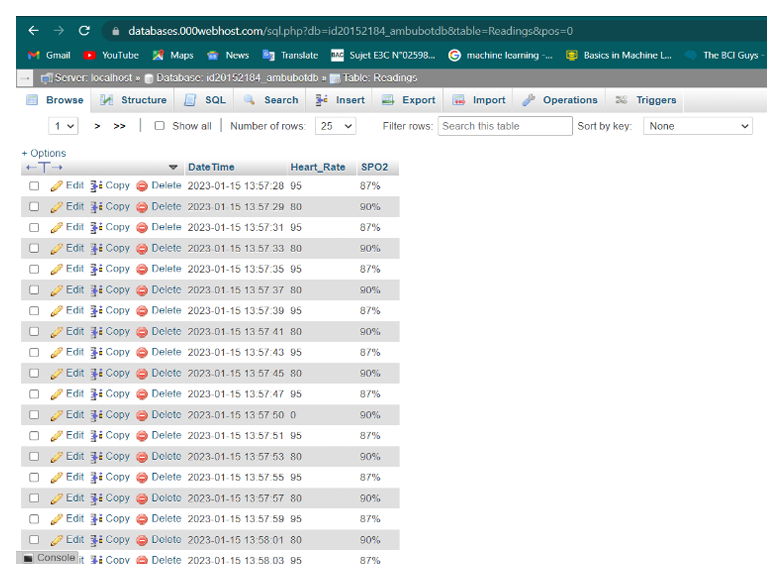 databases.000webhost.com/sql.php?db=id20152184_ambubotdb&table=Readings&pos=0
Gmail YouTube Maps News Translate BAC Sujet E3C N°02598... G machine learning -... Basics in Machine L... The BCI Guys -
Server: localhost » Database: id20152184_ambubotdb » Table: Readings
Browse Structure SQL Search Insert Export Import Operations Triggers
1 > >> | Show all | Number of rows: 25 Filter rows: Search this table Sort by key: None
+ Options
←T→ DateTime Heart_Rate SPO2
Edit Copy Delete 2023-01-15 13:57:28 95 87%
Edit Copy Delete 2023-01-15 13:57:29 80 90%
Edit Copy Delete 2023-01-15 13:57:31 95 87%
Edit Copy Delete 2023-01-15 13:57:33 80 90%
Edit Copy Delete 2023-01-15 13:57:35 95 87%
Edit Copy Delete 2023-01-15 13:57:37 80 90%
Edit Copy Delete 2023-01-15 13:57:39 95 87%
Edit Copy Delete 2023-01-15 13:57:41 80 90%
Edit Copy Delete 2023-01-15 13:57:43 95 87%
Edit Copy Delete 2023-01-15 13:57:45 80 90%
Edit Copy Delete 2023-01-15 13:57:47 95 87%
Edit Copy Delete 2023-01-15 13:57:50 0 90%
Edit Copy Delete 2023-01-15 13:57:51 95 87%
Edit Copy Delete 2023-01-15 13:57:53 80 90%
Edit Copy Delete 2023-01-15 13:57:55 95 87%
Edit Copy Delete 2023-01-15 13:57:57 80 90%
Edit Copy Delete 2023-01-15 13:57:59 95 87%
Edit Copy Delete 2023-01-15 13:58:01 80 90%
Console it Copy Delete 2023-01-15 13:58:03 95 87%